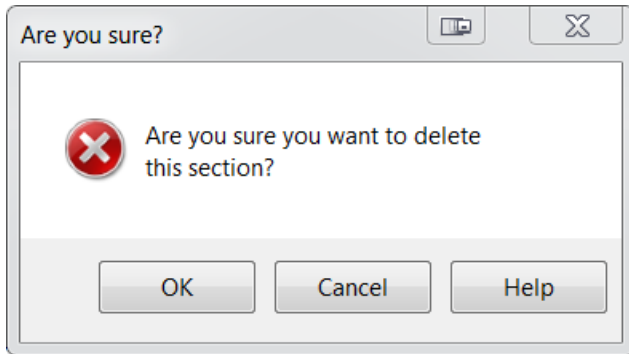 Are you sure?
Are you sure you want to delete
this section?
OK Cancel Help